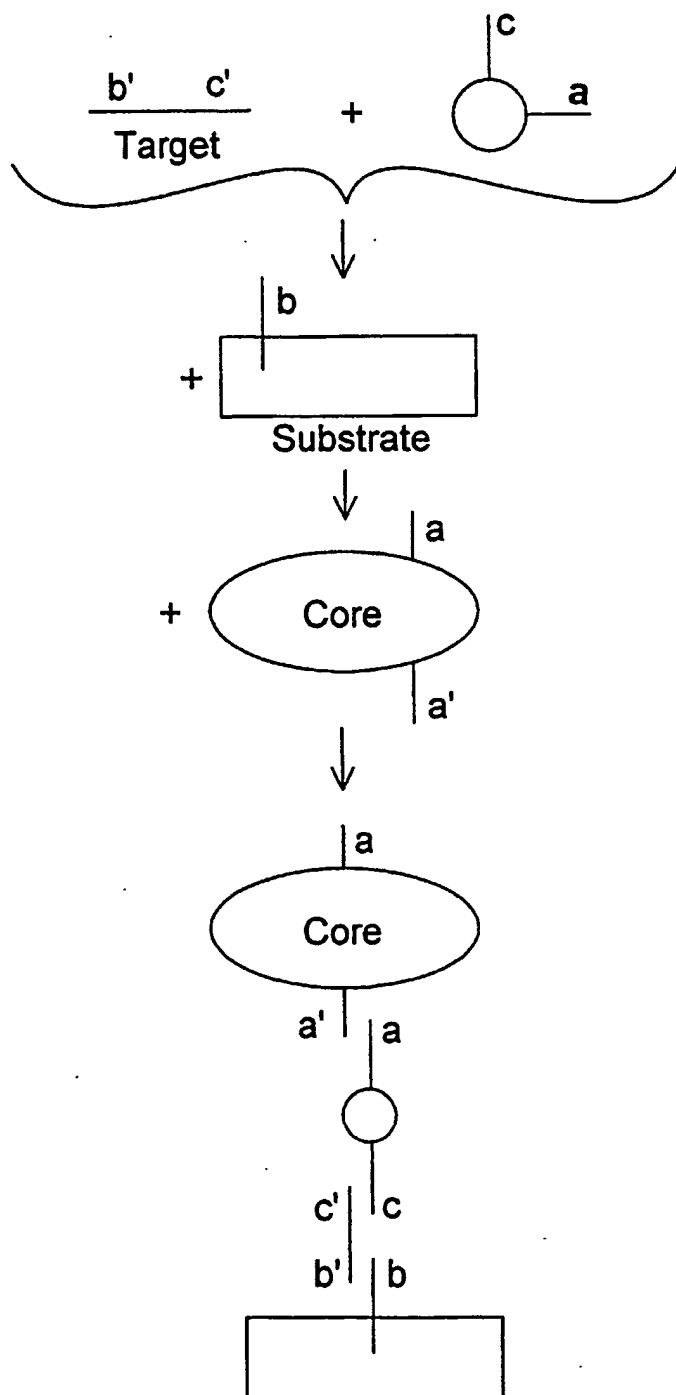 c
b' c' + a
Target
b
+
Substrate
a
+ Core
a'
a
Core
a' a
c' c
b' b